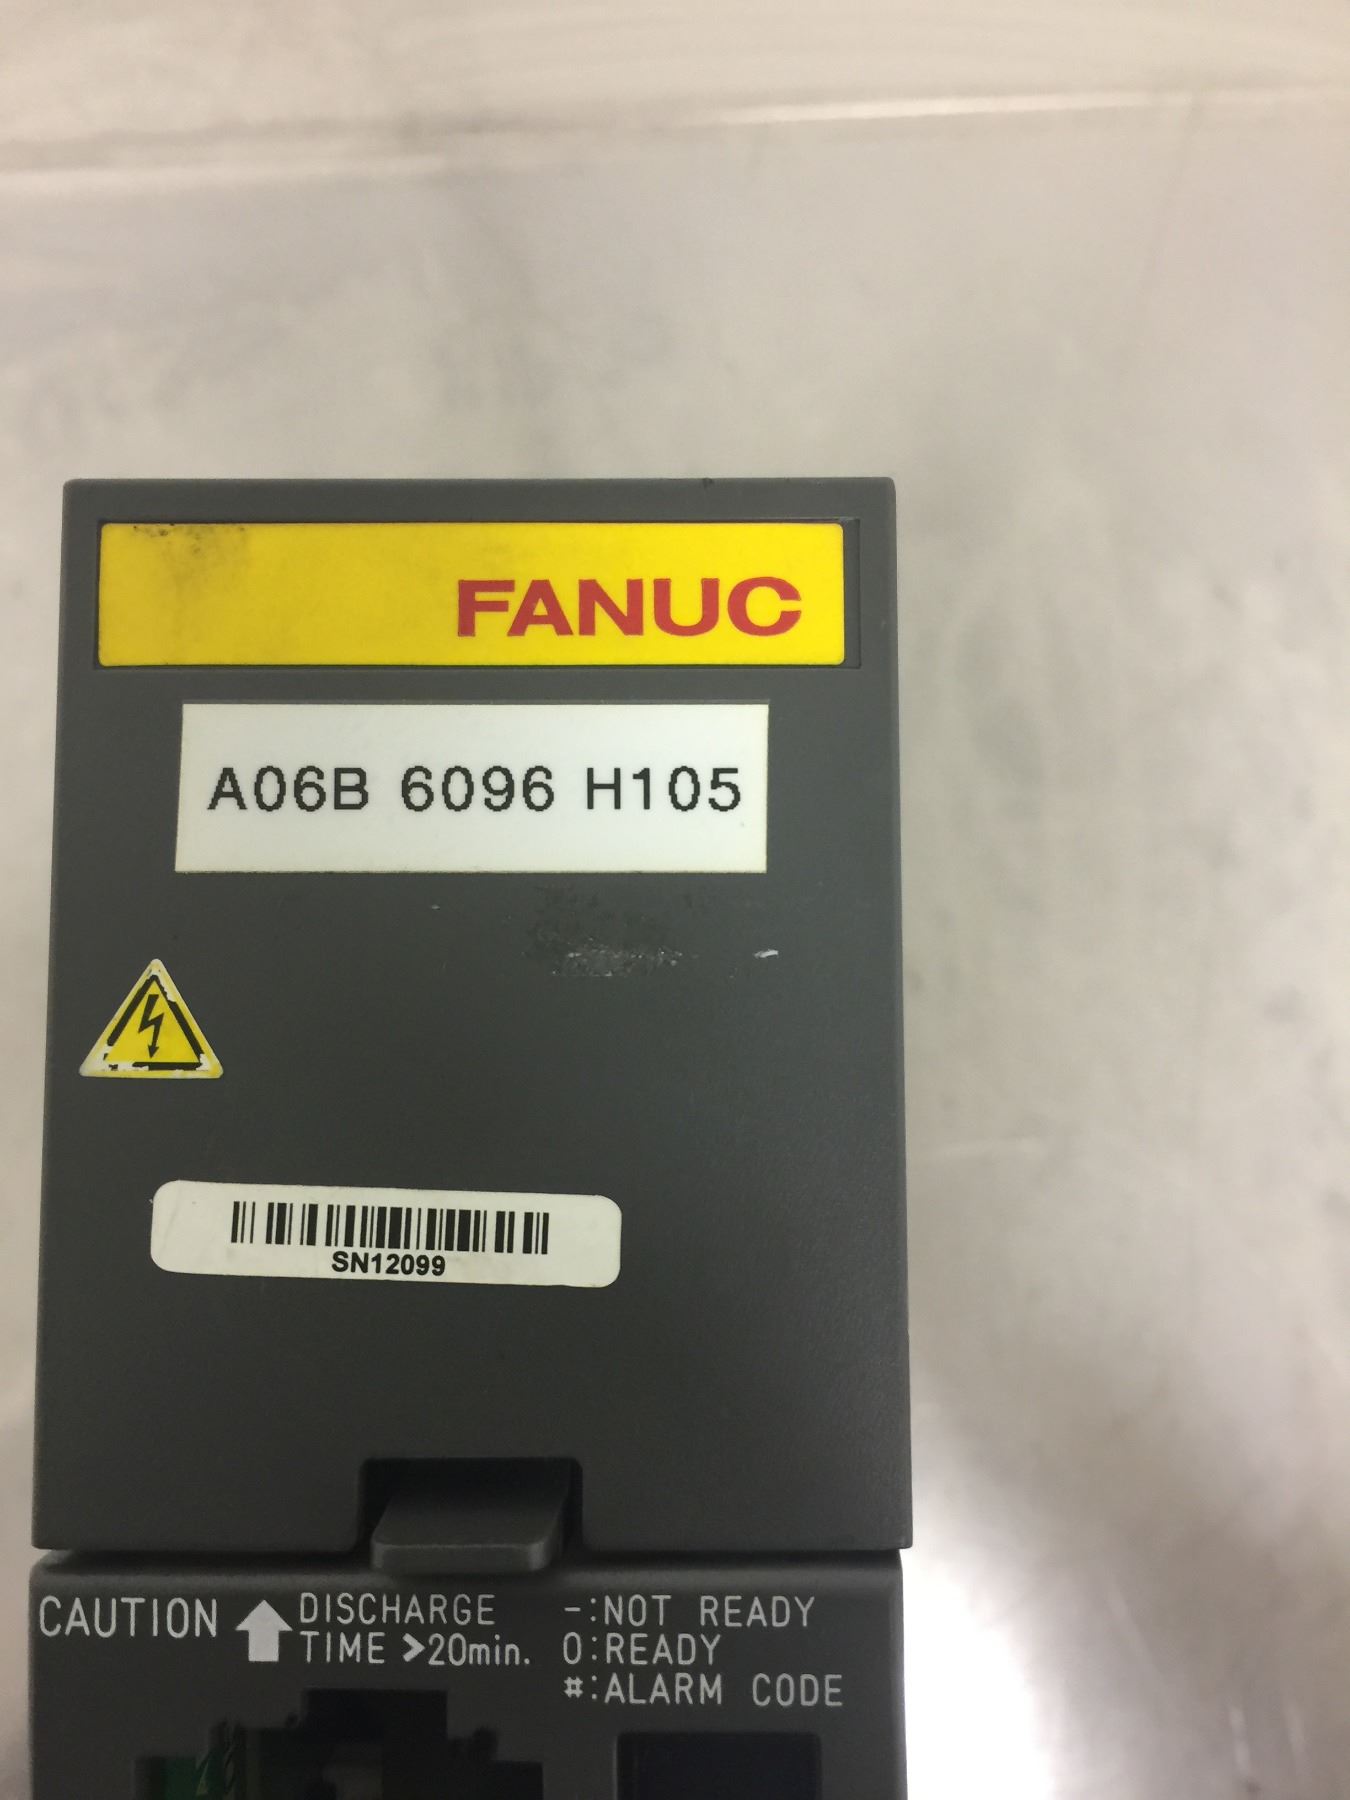 FANUC
A06B 6096 H105
SN12099
CAUTION
DISCHARGE
TIME >20min.
-:NOT READY
0:READY
#:ALARM CODE